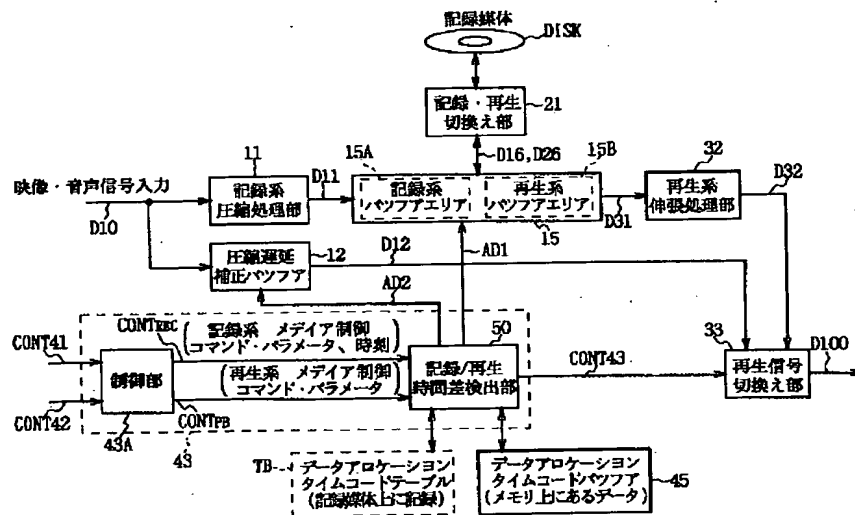 記録媒体
DISK
記録・再生
切換え部
21
D16,D26
15A
15B
32
11
D11
D32
映像・音声信号入力
記録系
圧縮処理部
記録系
バツフアエリア
再生系
バツフアエリア
再生系
伸張処理部
D10
D31
15
圧縮遅延
補正バツフア
12
D12
AD1
AD2
CONTREC
(記録系 メデイア制御
コマンド・パラメータ、時刻)
50
33
CONT41
CONT43
D100
制御部
(再生系 メデイア制御
コマンド・パラメータ)
記録/再生
時間差検出部
再生信号
切換え部
CONT42
CONTPB
43A
43
TB
データアロケーション
タイムコードテーブル
(記録媒体上に記録)
データアロケーション
タイムコードバツフア
(メモリ上にあるデータ)
45